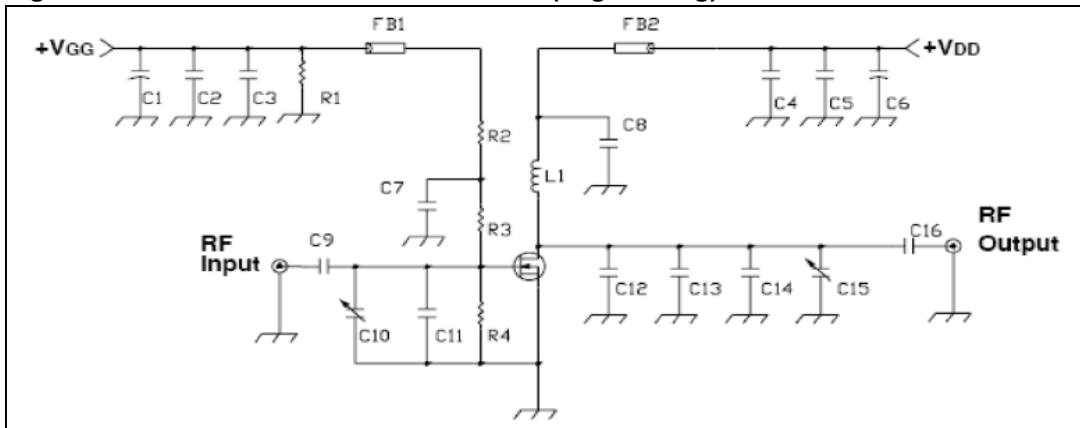 FB1
FB2
+VGG
+VDD
C1
C2
C3
R1
C4
C5
C6
R2
C8
C7
L1
R3
RF
Input
C9
C16
RF
Output
C10
C11
R4
C12
C13
C14
C15